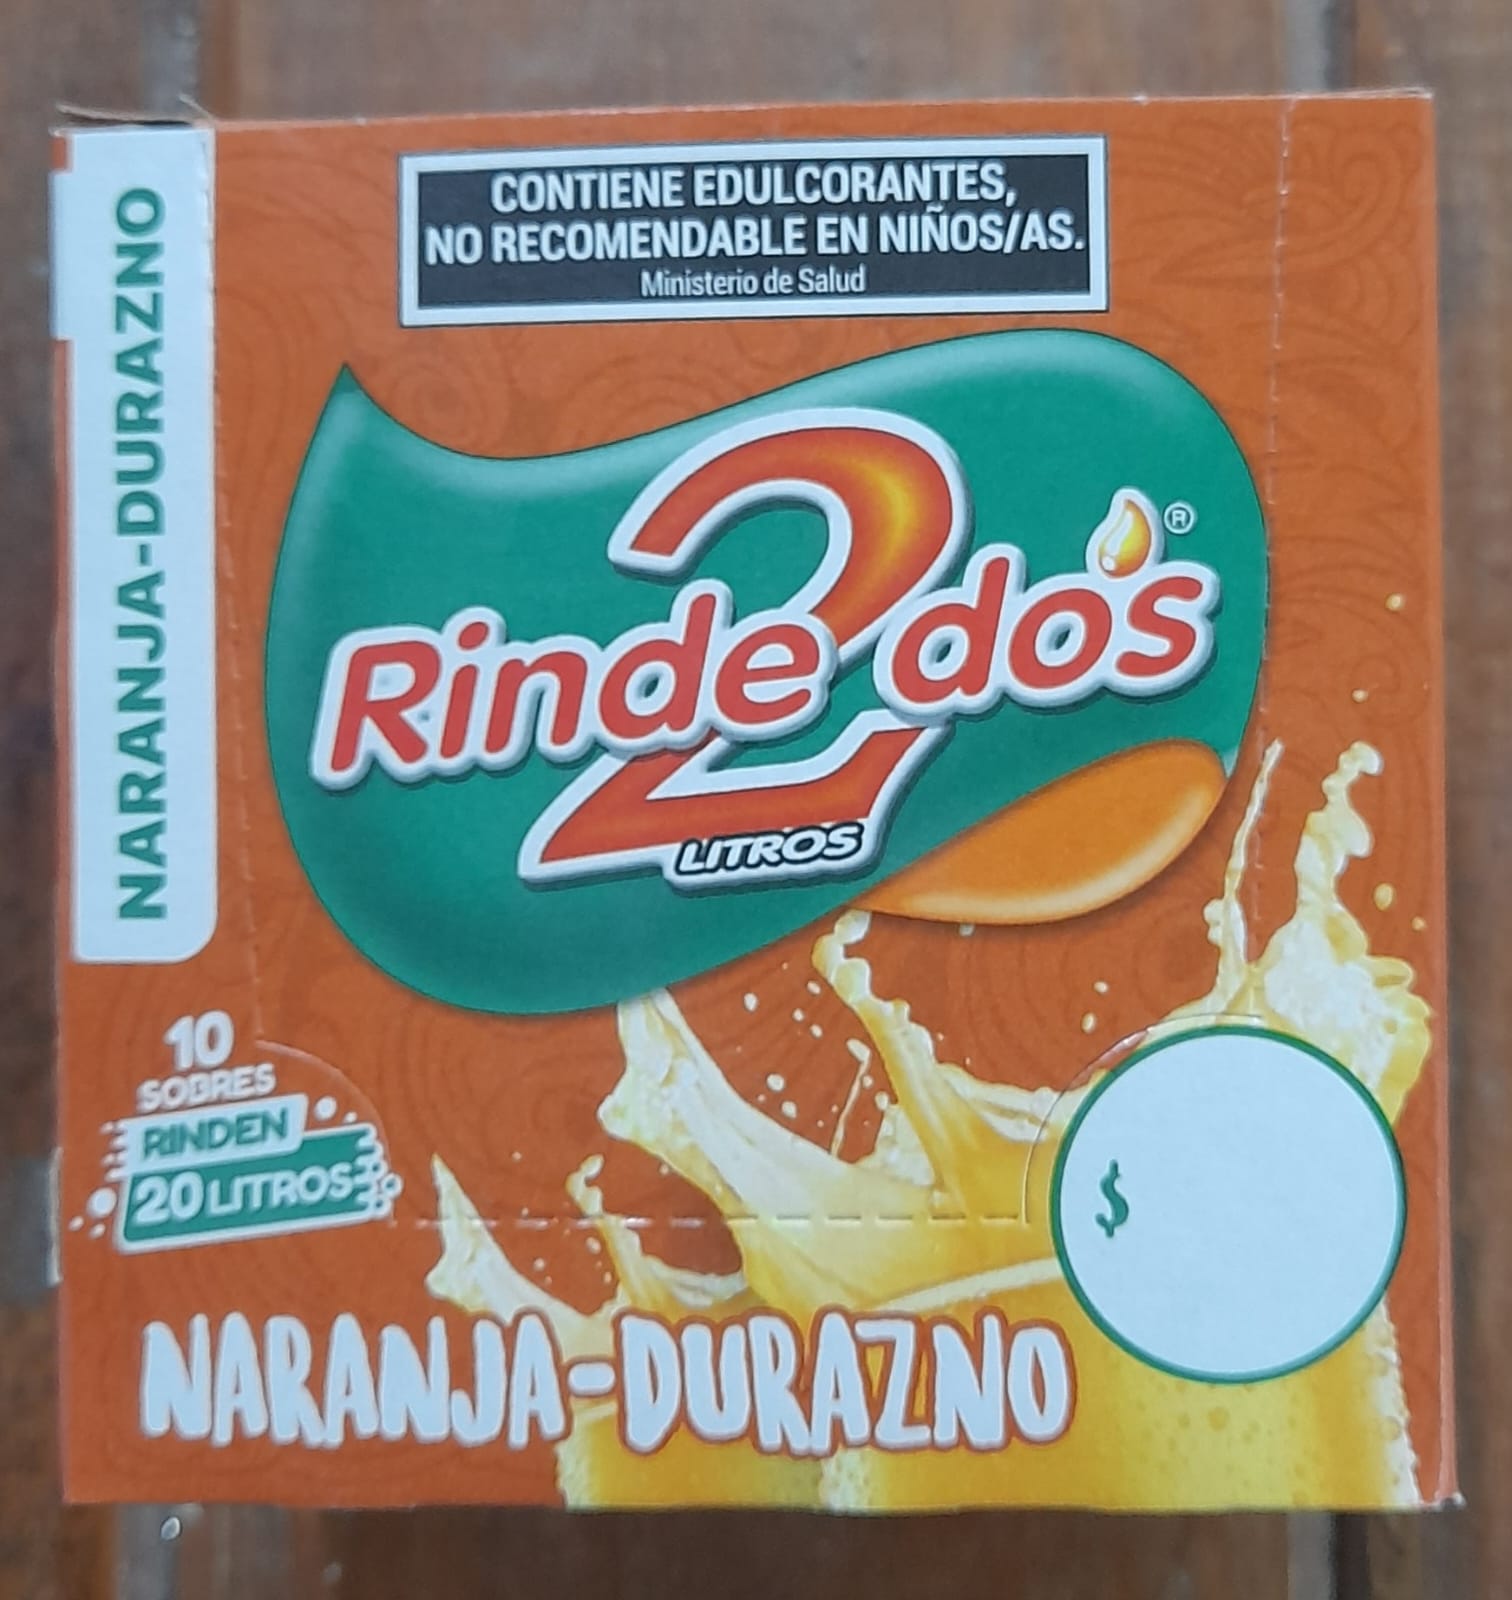 CONTIENE EDULCORANTES,
NO RECOMENDABLE EN NIÑOS/AS.
Ministerio de Salud
NARANJA-DURAZNO
2
Rinde dos
®
LITROS
10
SOBRES
RINDEN
20 LITROS
$
NARANJA-DURAZNO